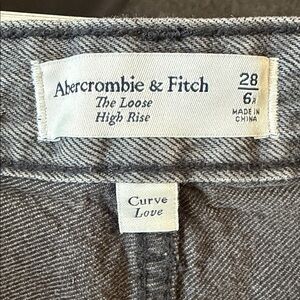 Abercrombie & Fitch
The Loose
High Rise
28
6R
MADE IN
CHINA
Curve
Love